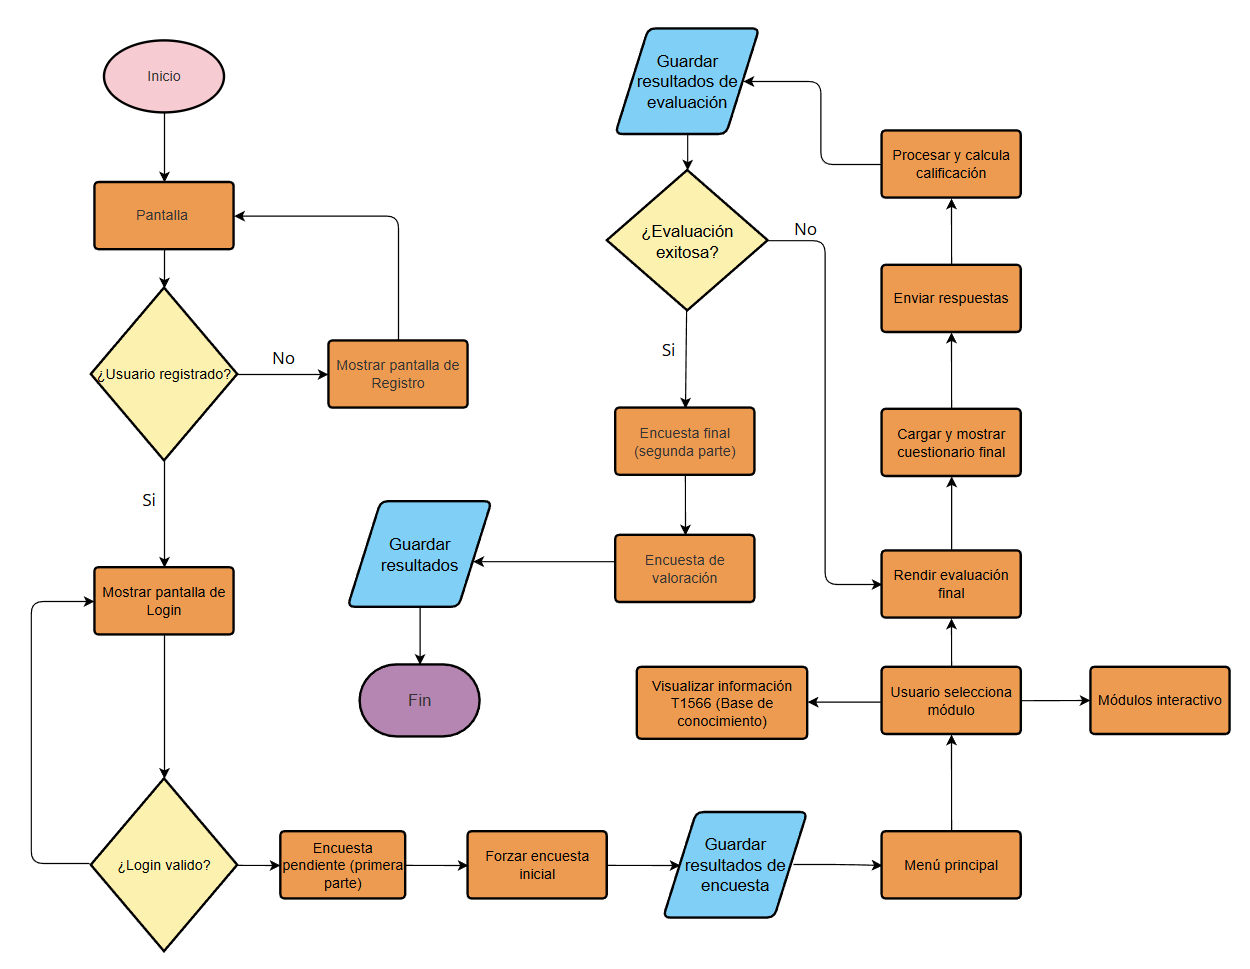 Inicio
Pantalla
¿Usuario registrado?
No
Mostrar pantalla de
Registro
Si
Mostrar pantalla de
Login
¿Login valido?
Encuesta
pendiente (primera
parte)
Forzar encuesta
inicial
Guardar
resultados de
encuesta
Menú principal
Usuario selecciona
módulo
Visualizar información
T1566 (Base de
conocimiento)
Módulos interactivo
Rendir evaluación
final
Cargar y mostrar
cuestionario final
Enviar respuestas
Procesar y calcula
calificación
Guardar
resultados de
evaluación
¿Evaluación
exitosa?
No
Si
Encuesta final
(segunda parte)
Encuesta de
valoración
Guardar
resultados
Fin